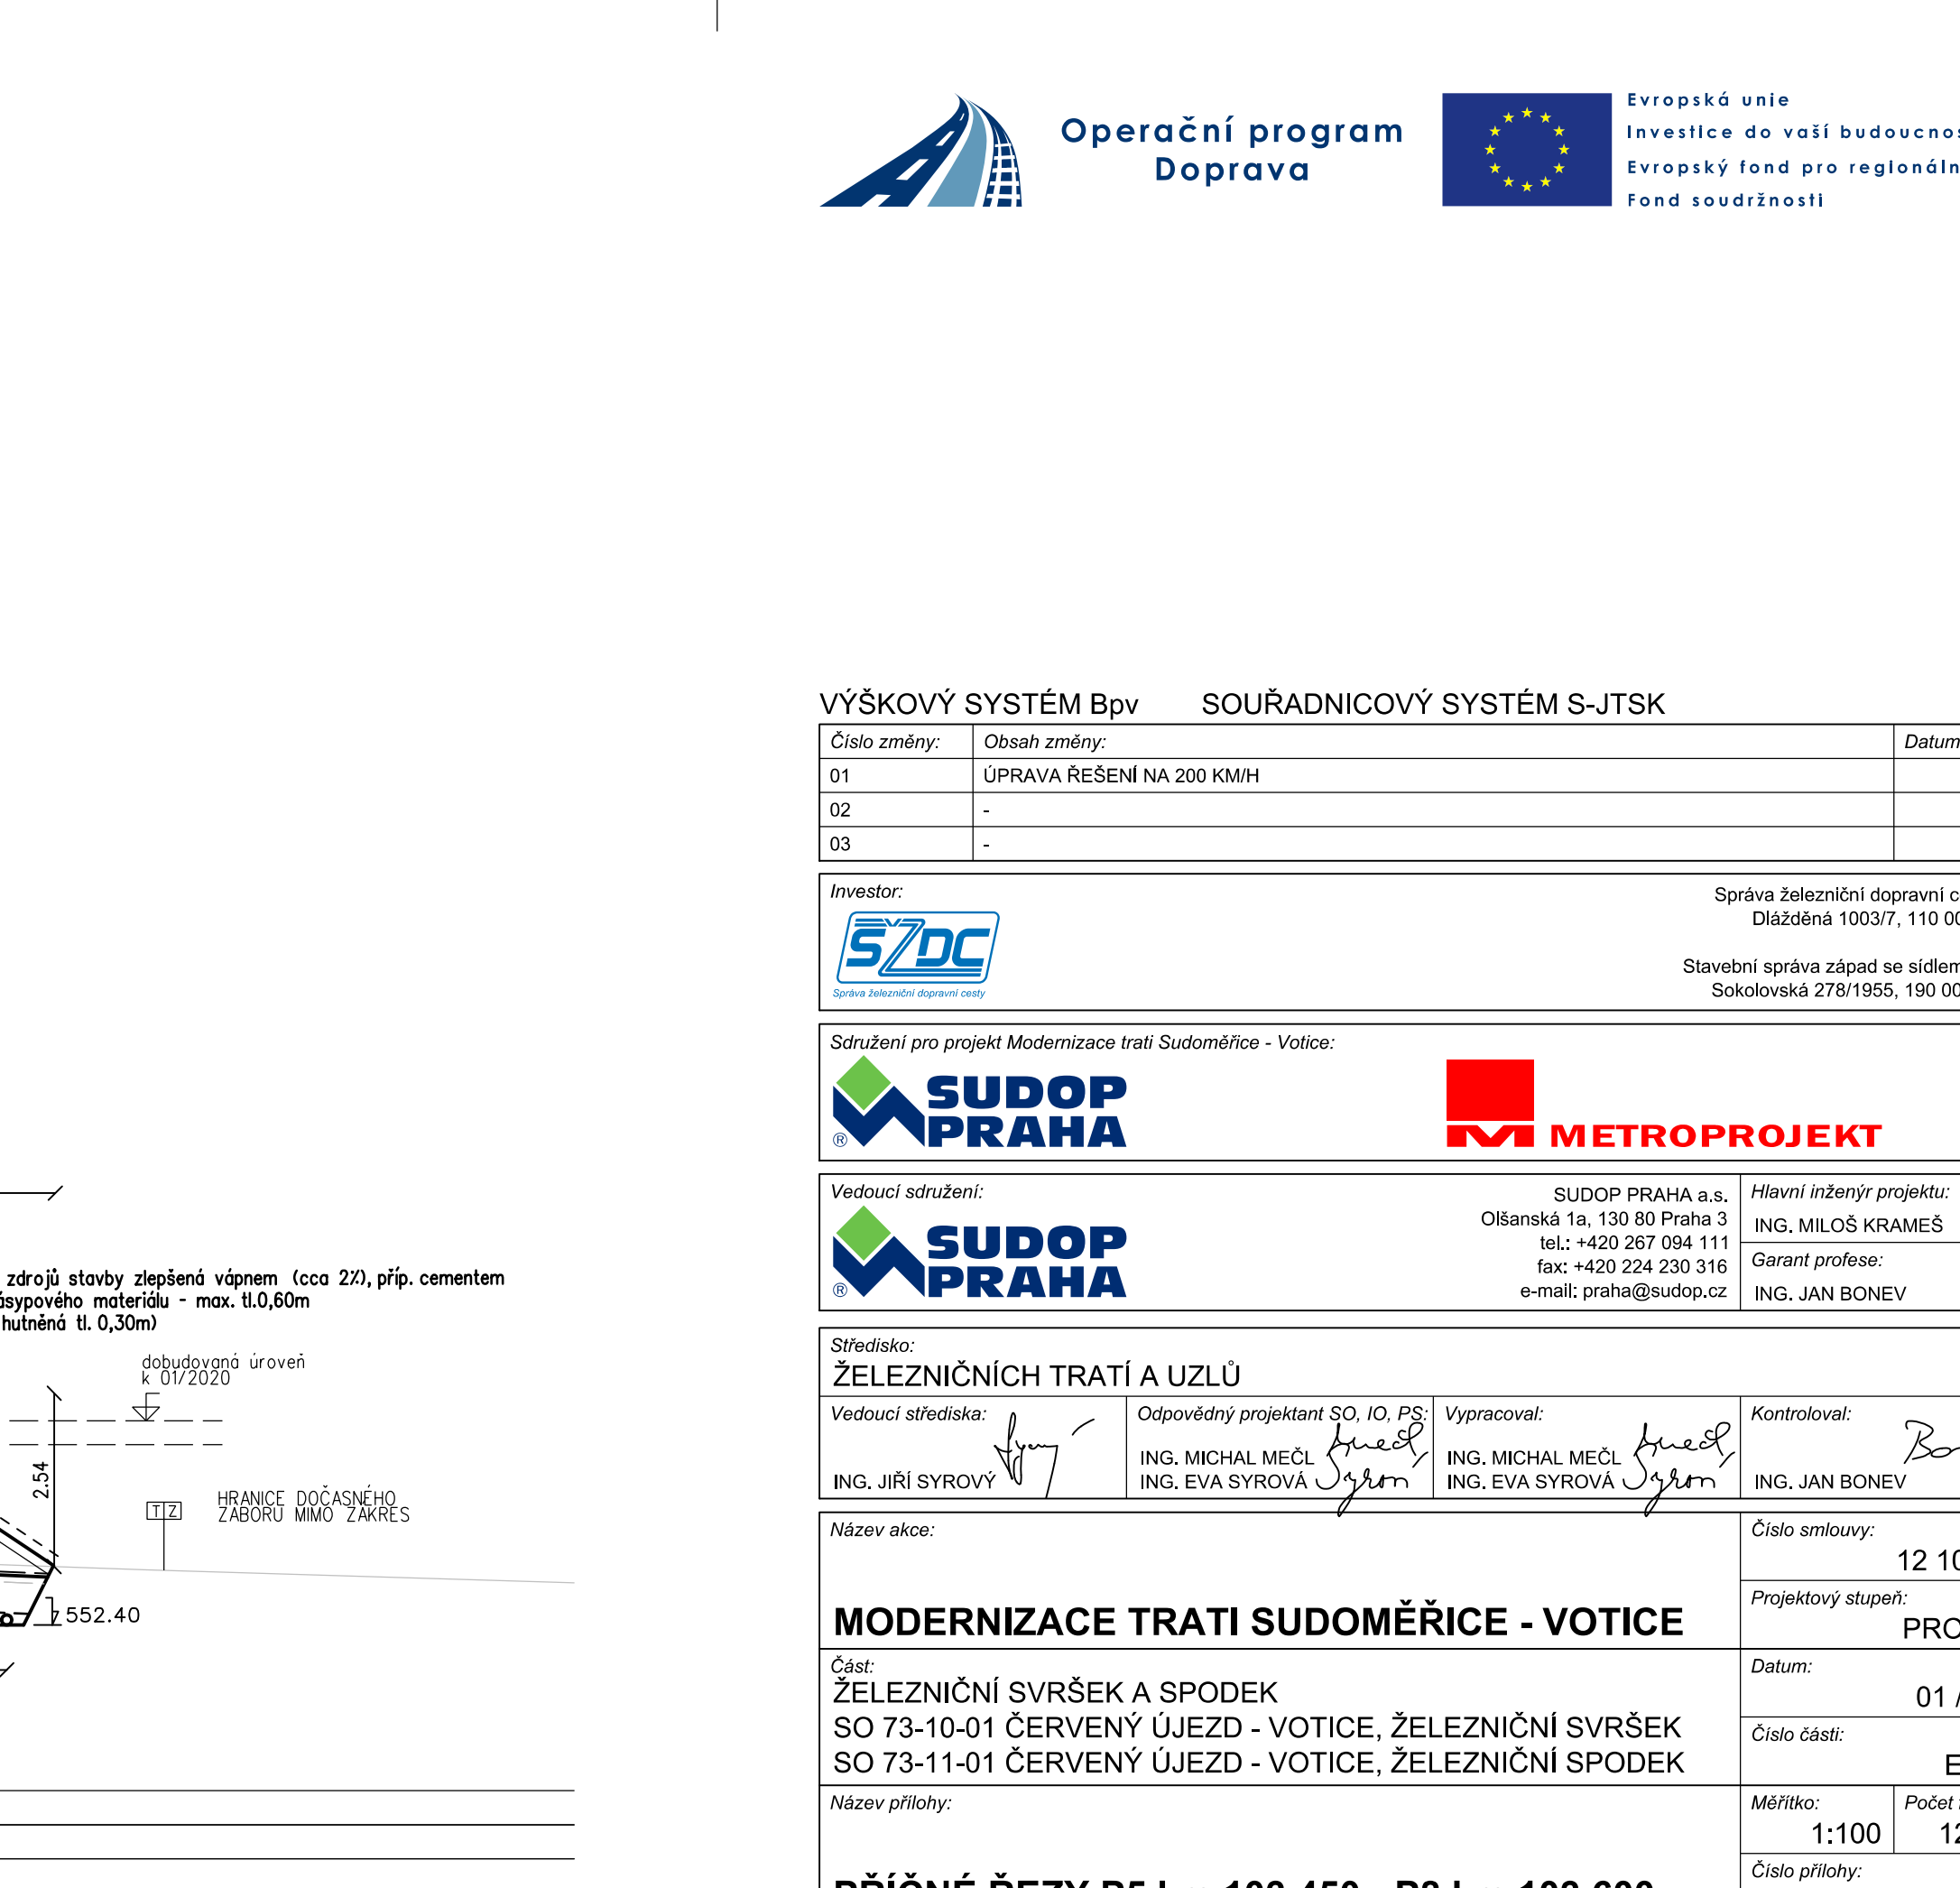 Operační program
Doprava
Evropská unie
Investice do vaší
Evropský fond pro
Fond soudržnosti
VÝŠKOVÝ SYSTÉM Bpv SOUŘADNICOVÝ SYSTÉM S-JTSK
Číslo změny: Obsah změny: Datum
01 ÚPRAVA ŘEŠENÍ NA 200 KM/H
02 -
03 -
Investor:
ŠŽDC
Správa železniční dopravní cesty
Správa železniční dopravní
Dlážděná 1003/7, 110
Stavební správa západ se
Sokolovská 278/1955, 190
Sdružení pro projekt Modernizace trati Sudoměřice - Votice:
SUDOP
PRAHA
®
METROPROJEKT
Vedoucí sdružení:
SUDOP
PRAHA
®
SUDOP PRAHA a.s.
Olšanská 1a, 130 80 Praha 3
tel.: +420 267 094 111
fax: +420 224 230 316
e-mail: praha@sudop.cz
Hlavní inženýr projektu:
ING. MILOŠ KRAMEŠ
Garant profese:
ING. JAN BONEV
Středisko:
ŽELEZNIČNÍCH TRATÍ A UZLŮ
Vedoucí střediska:
ING. JIŘÍ SYROVÝ
Odpovědný projektant SO, IO, PS:
ING. MICHAL MEČL
ING. EVA SYROVÁ
Vypracoval:
ING. MICHAL MEČL
ING. EVA SYROVÁ
Kontroloval:
ING. JAN BONEV
Název akce:
MODERNIZACE TRATI SUDOMĚŘICE - VOTICE
Číslo smlouvy:
12
Projektový stupeň:
Část:
ŽELEZNIČNÍ SVRŠEK A SPODEK
SO 73-10-01 ČERVENÝ ÚJEZD - VOTICE, ŽELEZNIČNÍ SVRŠEK
SO 73-11-01 ČERVENÝ ÚJEZD - VOTICE, ŽELEZNIČNÍ SPODEK
Datum:
01 /
Číslo části:
E
Název přílohy:
Měřítko:
1:100
Počet
12
Číslo přílohy:
PŘÍČNÉ ŘEZY
zdrojů stavby zlepšená vápnem (cca 2%), příp. cementem
materiálu - max. tl.0,60m
hutněná tl. 0,30m)
dobudovaná úroveň
k 01/2020
2.54
TZ
HRANICE DOČASNÉHO
ZÁBORU MIMO ZÁKRES
552.40